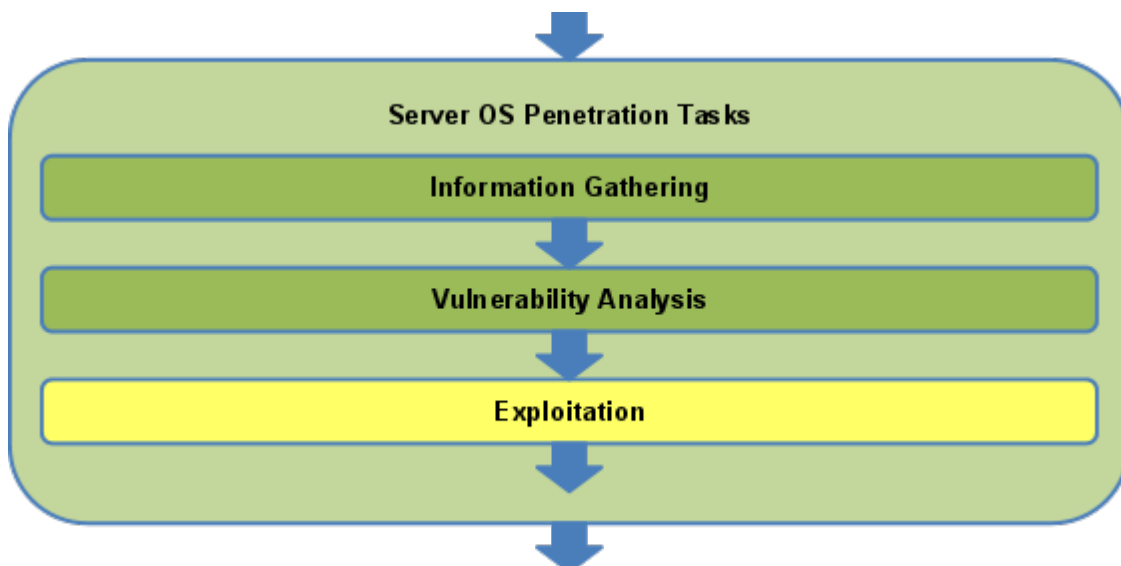 Server OS Penetration Tasks
Information Gathering
Vulnerability Analysis
Exploitation